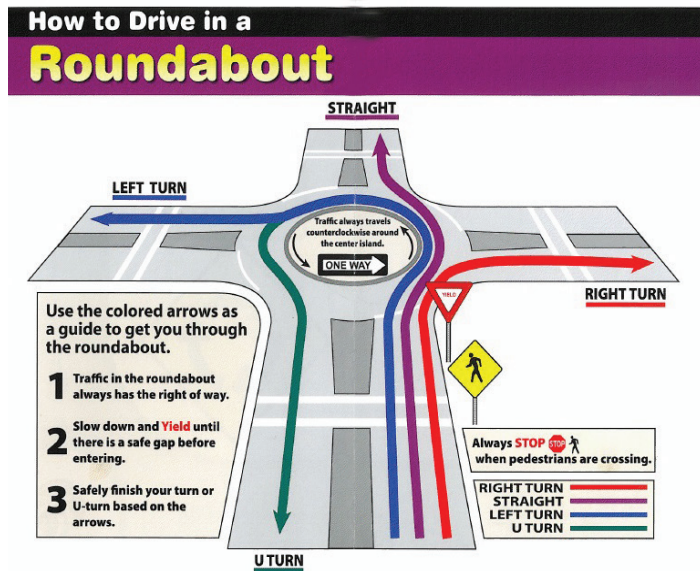 How to Drive in a
Roundabout
STRAIGHT
LEFT TURN
Traffic always travels
counterclockwise around
the center island.
ONE WAY
RIGHT TURN
YIELD
Use the colored arrows as
a guide to get you through
the roundabout.
1 Traffic in the roundabout
always has the right of way.
2 Slow down and Yield until
there is a safe gap before
entering.
3 Safely finish your turn or
U-turn based on the
arrows.
Always STOP STOP
when pedestrians are crossing.
RIGHT TURN
STRAIGHT
LEFT TURN
U TURN
U TURN